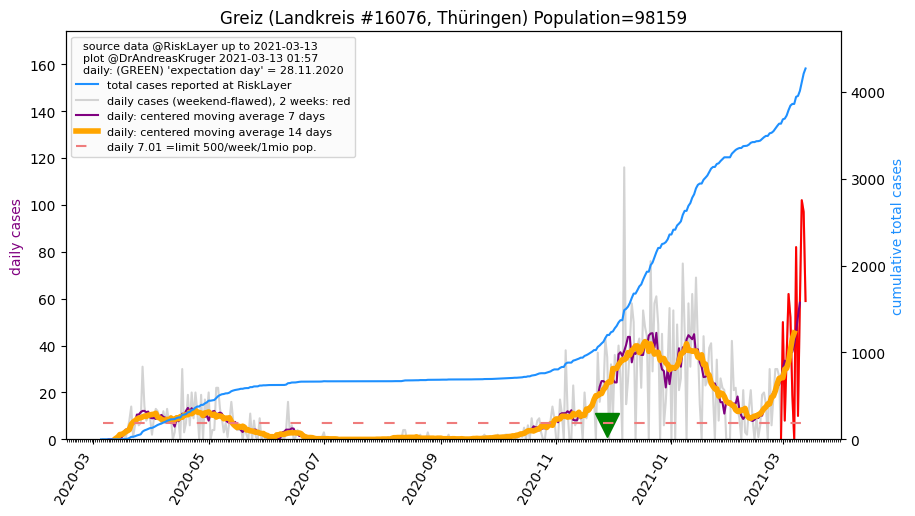 Greiz (Landkreis #16076, Thüringen) Population=98159
source data @RiskLayer up to 2021-03-13
plot @DrAndreasKruger 2021-03-13 01:57
daily: (GREEN) 'expectation day' = 28.11.2020
total cases reported at RiskLayer
daily cases (weekend-flawed), 2 weeks: red
daily: centered moving average 7 days
daily: centered moving average 14 days
daily 7.01 =limit 500/week/1mio pop.
daily cases
160
140
120
100
80
60
40
20
0
cumulative total cases
4000
3000
2000
1000
0
2020-03
2020-05
2020-07
2020-09
2020-11
2021-01
2021-03